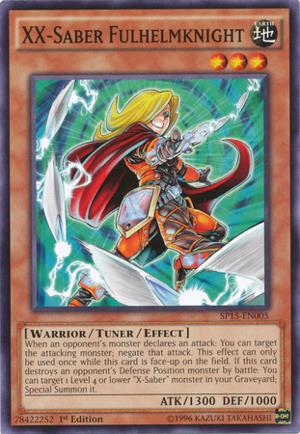 XX-Saber Fulhelmknight
EARTH
地
SP15-EN005
[Warrior / Tuner / Effect]
When an opponent's monster declares an attack: You can target
the attacking monster; negate that attack. This effect can only
be used once while this card is face-up on the field. If this card
destroys an opponent's Defense Position monster by battle: You
can target 1 Level 4 or lower "X-Saber" monster in your Graveyard;
Special Summon it.
ATK/1300 DEF/1000
78422252 1st Edition ©1996 KAZUKI TAKAHASHI